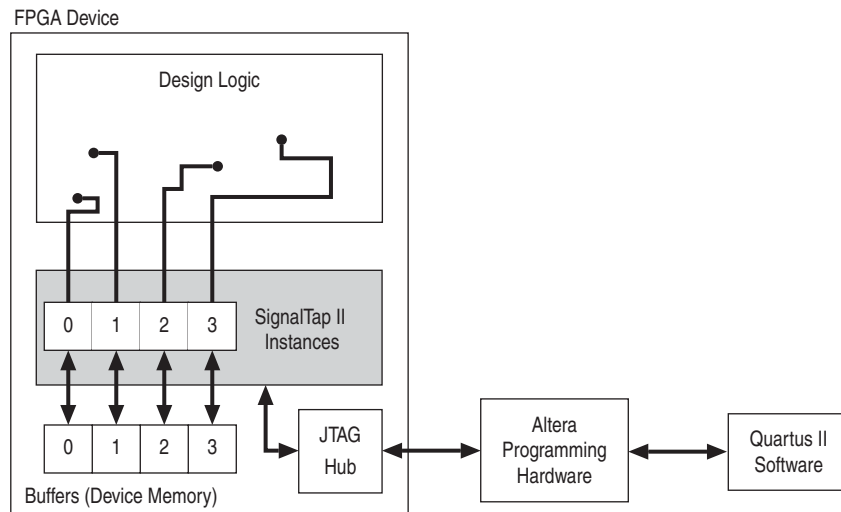 FPGA Device
Design Logic
0 1 2 3
SignalTap II
Instances
0 1 2 3
Buffers (Device Memory)
JTAG
Hub
Altera
Programming
Hardware
Quartus II
Software